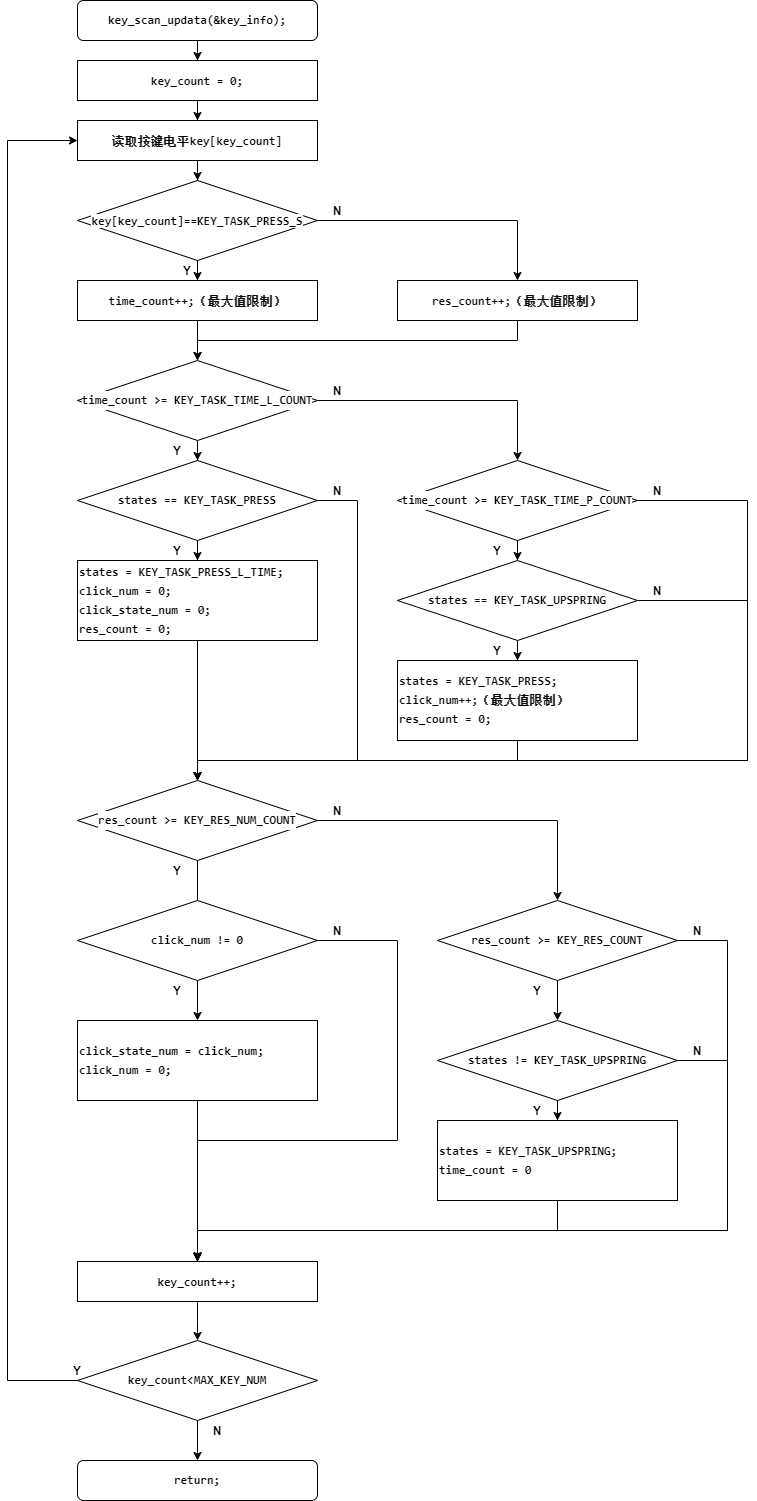 key_scan_updata(&key_info);
key_count = 0;
读取按键电平key[key_count]
key[key_count]==KEY_TASK_PRESS_S
N
Y
time_count++;(最大值限制)
res_count++;(最大值限制)
time_count >= KEY_TASK_TIME_L_COUNT
N
Y
states == KEY_TASK_PRESS
N
time_count >= KEY_TASK_TIME_P_COUNT
N
Y
Y
states = KEY_TASK_PRESS_L_TIME;
click_num = 0;
click_state_num = 0;
res_count = 0;
states == KEY_TASK_UPSPRING
N
Y
states = KEY_TASK_PRESS;
click_num++;(最大值限制)
res_count = 0;
res_count >= KEY_RES_NUM_COUNT
N
Y
click_num != 0
N
res_count >= KEY_RES_COUNT
N
Y
Y
click_state_num = click_num;
click_num = 0;
states != KEY_TASK_UPSPRING
N
Y
states = KEY_TASK_UPSPRING;
time_count = 0
key_count++;
Y
key_count<MAX_KEY_NUM
N
return;